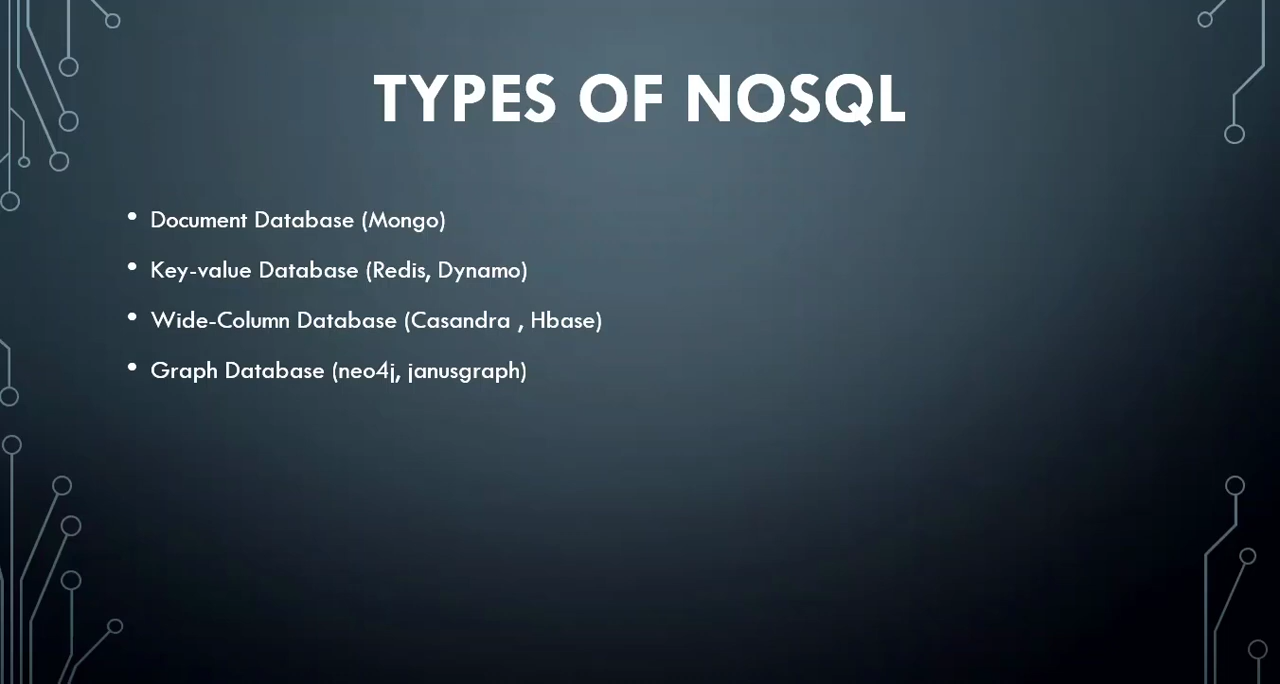 TYPES OF NOSQL
• Document Database (Mongo)
• Key-value Database (Redis, Dynamo)
• Wide-Column Database (Casandra , Hbase)
• Graph Database (neo4j, janusgraph)